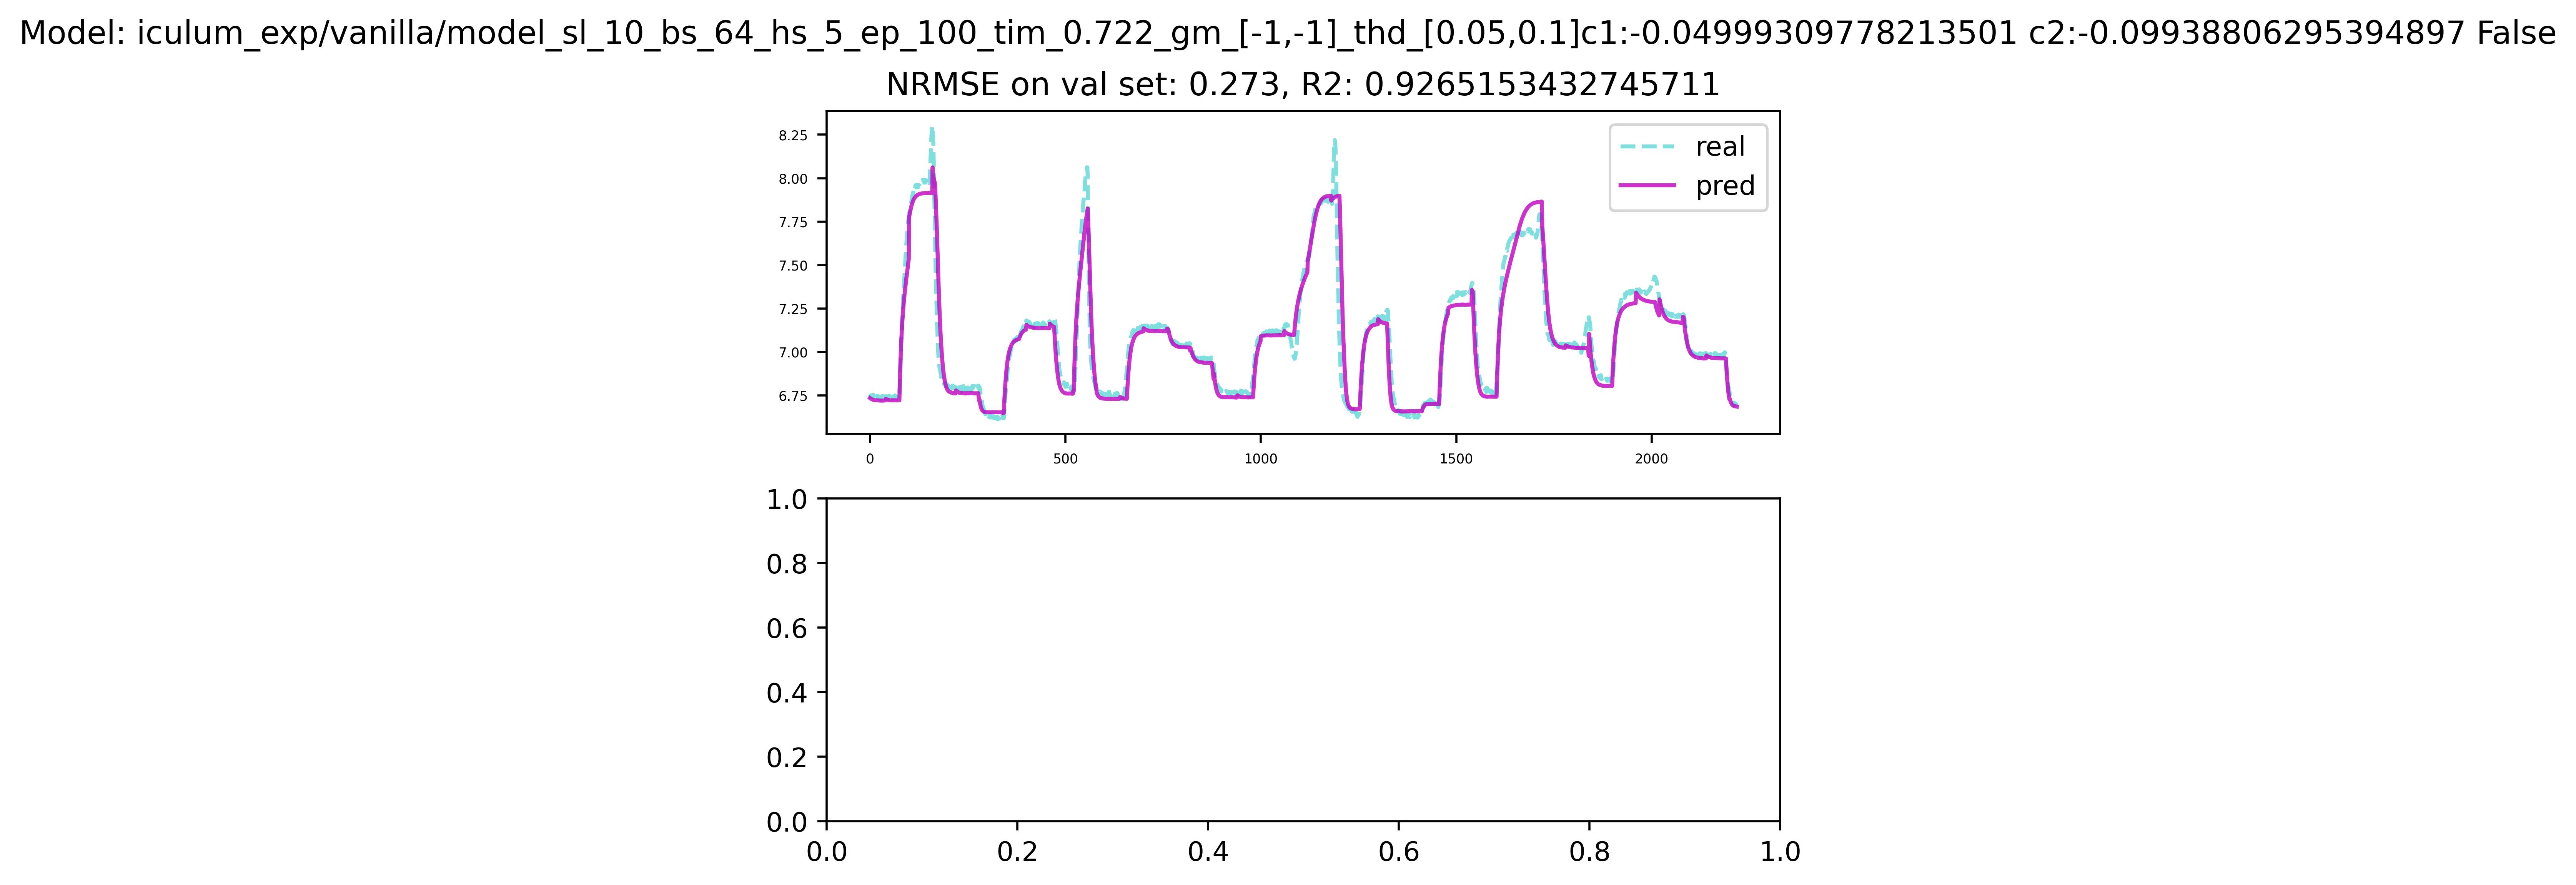 Model: iculum_exp/vanilla/model_sl_10_bs_64_hs_5_ep_100_tim_0.722_gm_[-1,-1]_thd_[0.05,0.1]c1:-0.04999309778213501 c2:-0.09938806295394897 False
NRMSE on val set: 0.273, R2: 0.9265153432745711
real
pred
8.25
8.00
7.75
7.50
7.25
7.00
6.75
0 500 1000 1500 2000
1.0
0.8
0.6
0.4
0.2
0.0
0.0 0.2 0.4 0.6 0.8 1.0